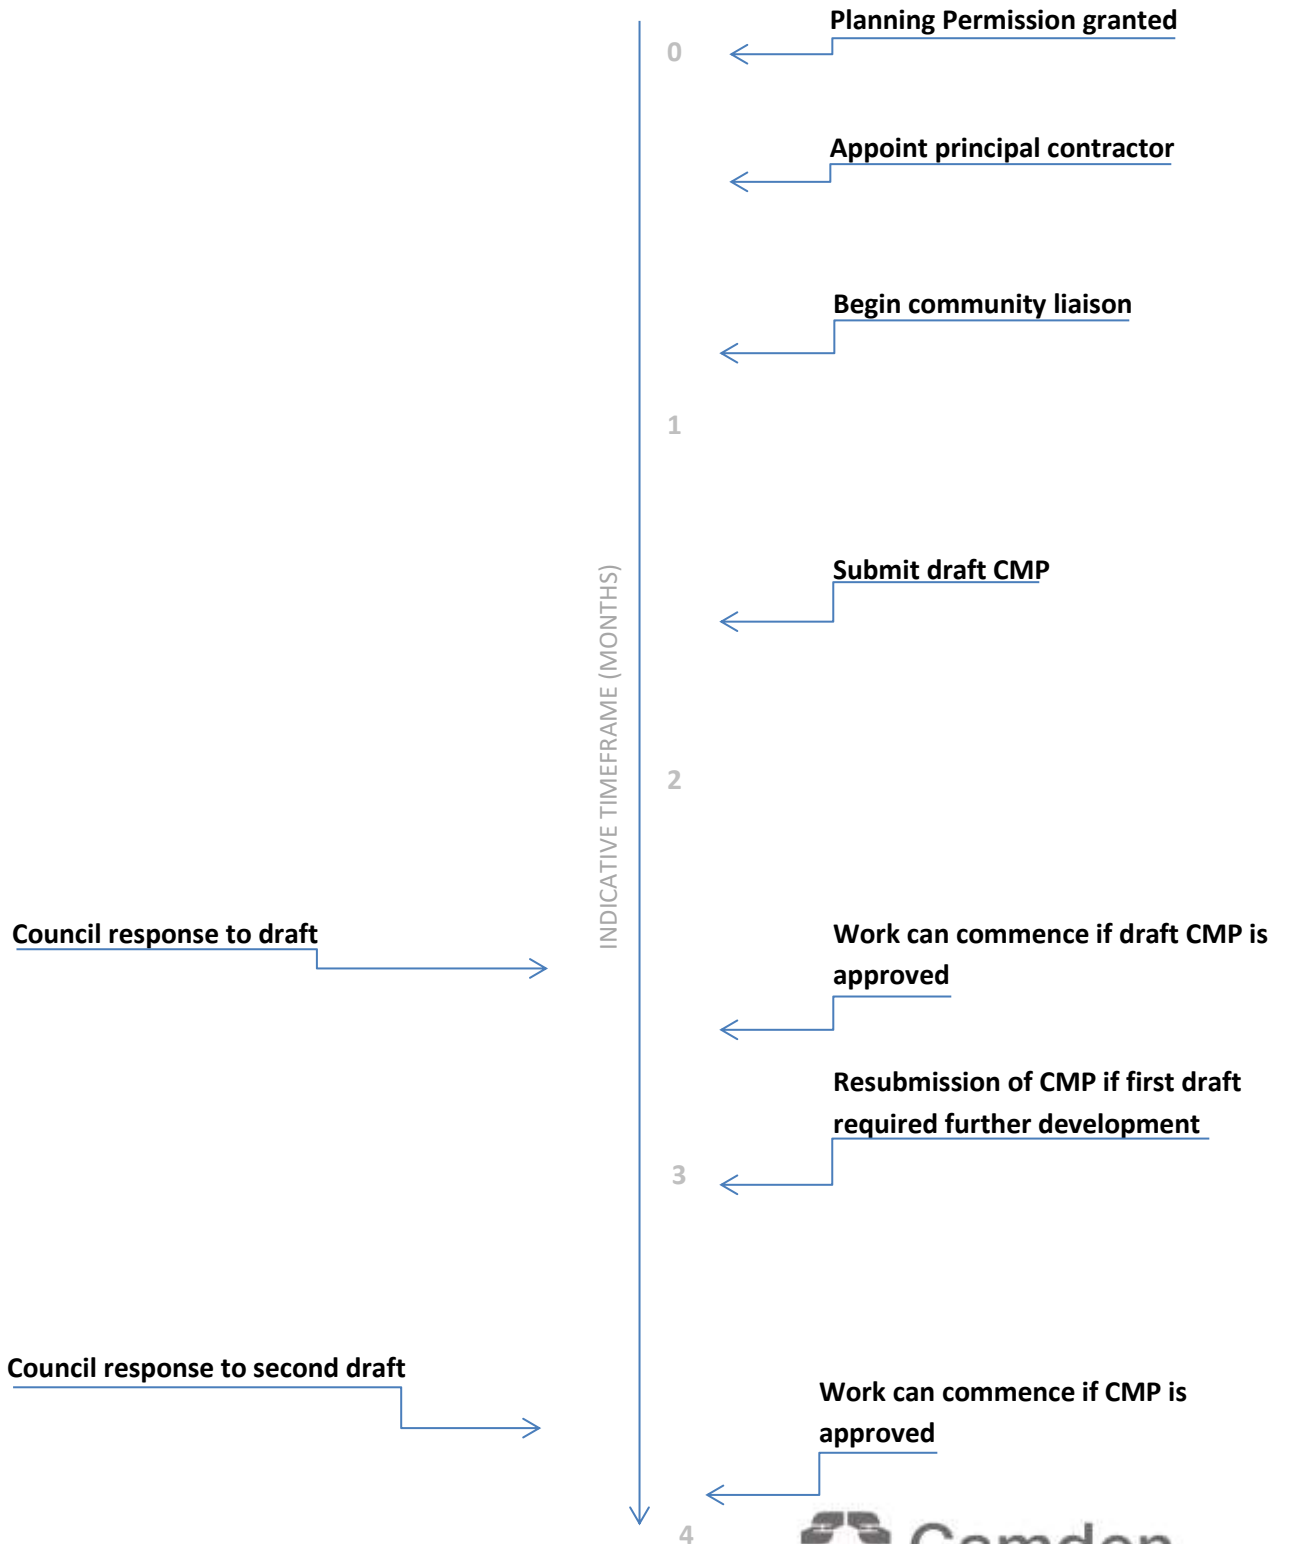 Planning Permission granted
0
Appoint principal contractor
Begin community liaison
1
Submit draft CMP
INDICATIVE TIMEFRAME (MONTHS)
2
Council response to draft
Work can commence if draft CMP is
approved
Resubmission of CMP if first draft
required further development
3
Council response to second draft
Work can commence if CMP is
approved
4
Camden